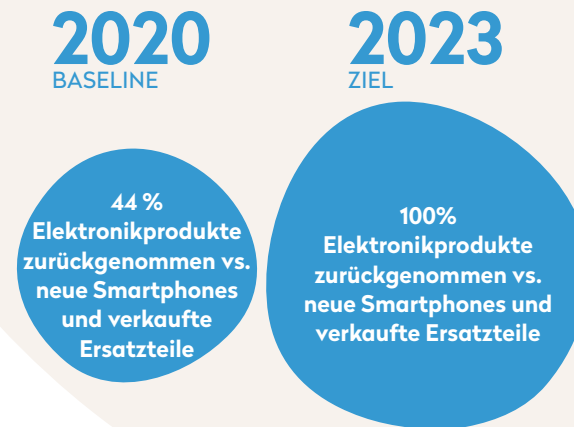 2020
BASELINE
44 %
Elektronikprodukte
zurückgenommen vs.
neue Smartphones
und verkaufte
Ersatzteile
2023
ZIEL
100%
Elektronikprodukte
zurückgenommen vs.
neue Smartphones und
verkaufte Ersatzteile